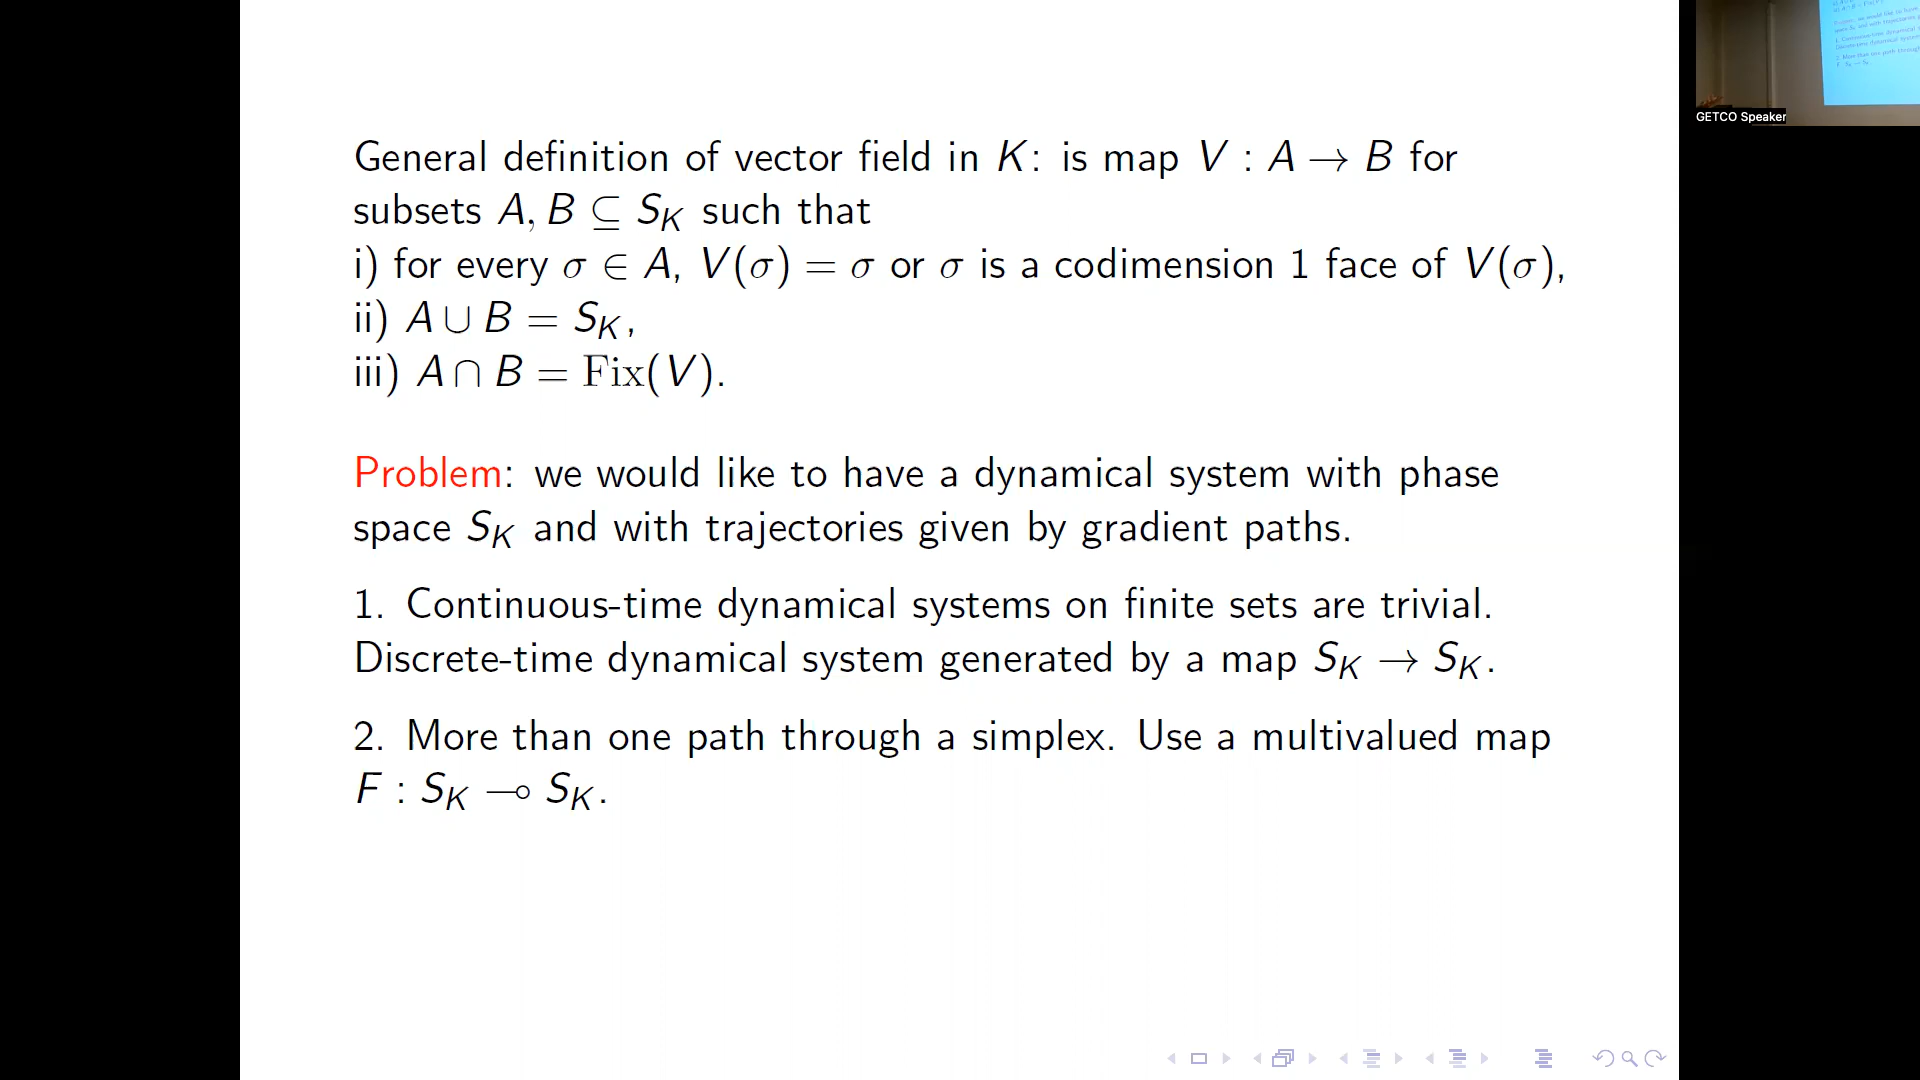 General definition of vector field in K: is map V : A → B for
subsets A, B ⊆ S_K such that
i) for every σ ∈ A, V(σ) = σ or σ is a codimension 1 face of V(σ),
ii) A ∪ B = S_K,
iii) A ∩ B = Fix(V).
Problem: we would like to have a dynamical system with phase
space S_K and with trajectories given by gradient paths.
1. Continuous-time dynamical systems on finite sets are trivial.
Discrete-time dynamical system generated by a map S_K → S_K.
2. More than one path through a simplex. Use a multivalued map
F : S_K ⊸ S_K.
GETCO Speaker